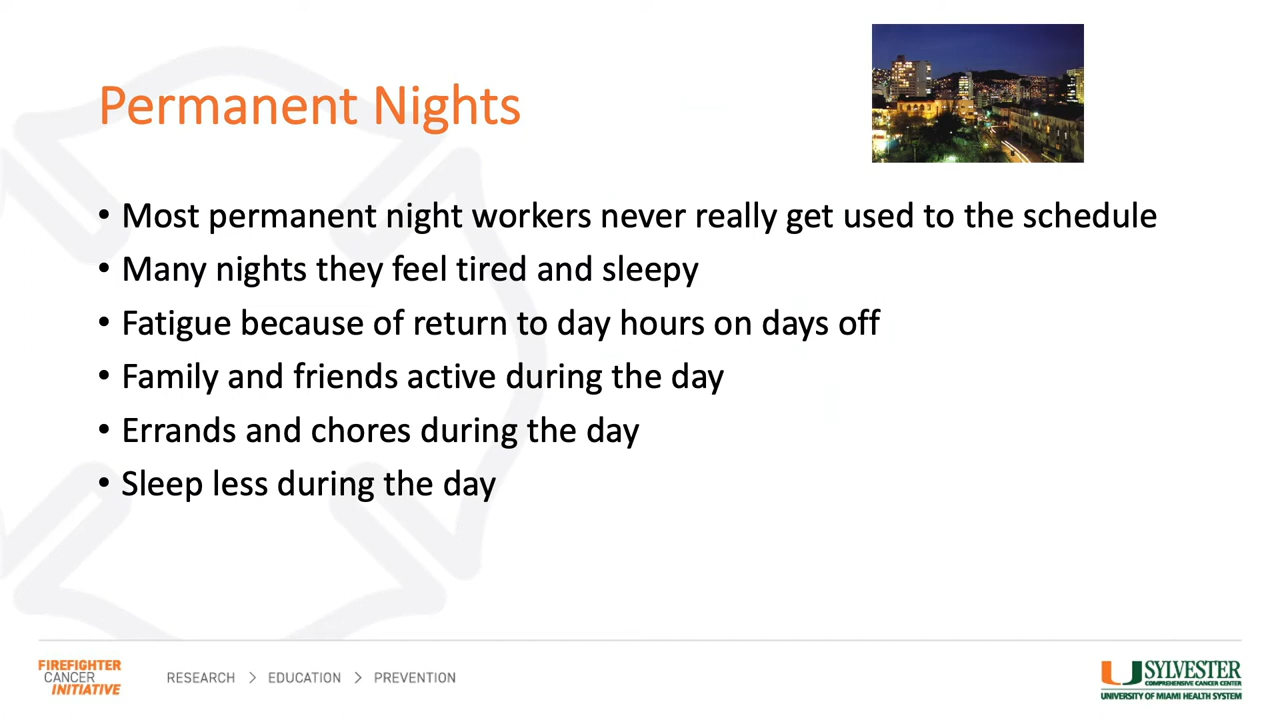 Permanent Nights
• Most permanent night workers never really get used to the schedule
• Many nights they feel tired and sleepy
• Fatigue because of return to day hours on days off
• Family and friends active during the day
• Errands and chores during the day
• Sleep less during the day
FIREFIGHTER
CANCER
INITIATIVE
RESEARCH > EDUCATION > PREVENTION
SYLVESTER
COMPREHENSIVE CANCER CENTER
UNIVERSITY OF MIAMI HEALTH SYSTEM